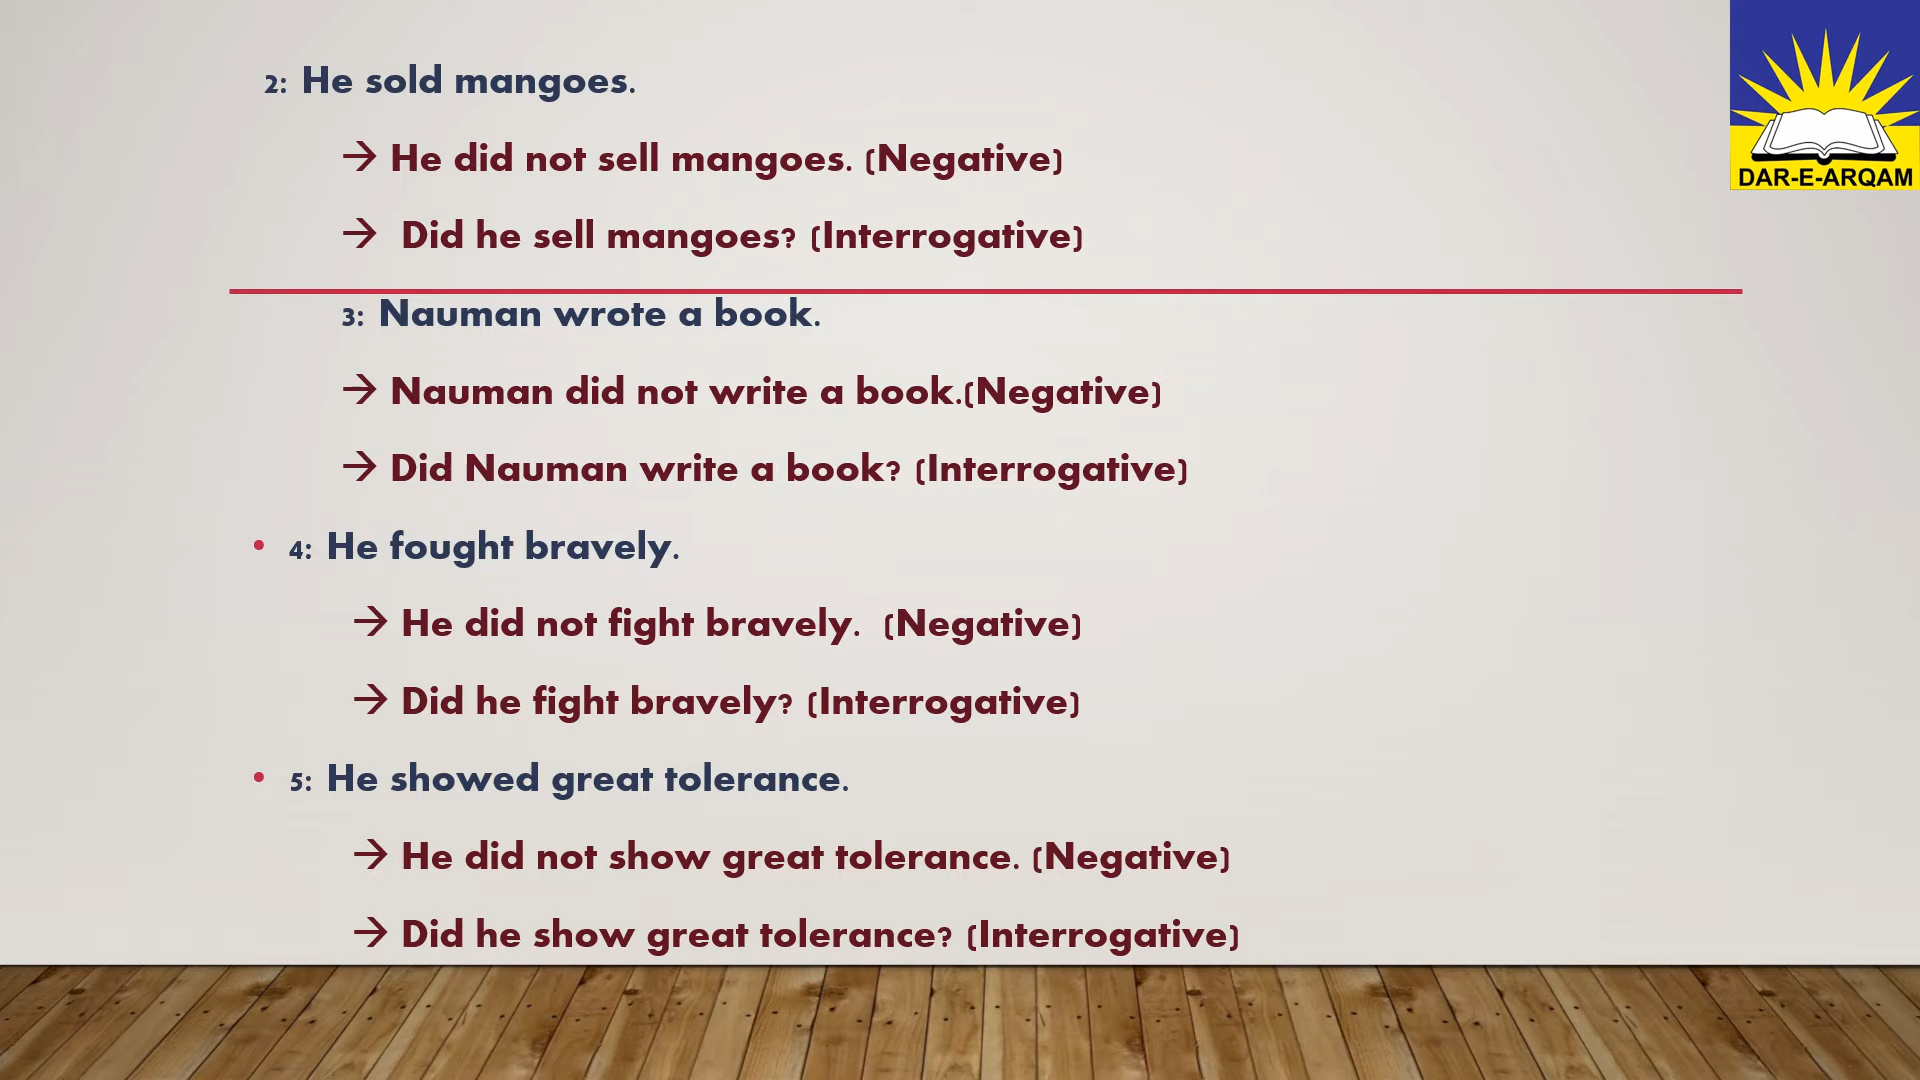 2: He sold mangoes.
→ He did not sell mangoes. (Negative)
→ Did he sell mangoes? (Interrogative)
3: Nauman wrote a book.
→ Nauman did not write a book.(Negative)
→ Did Nauman write a book? (Interrogative)
• 4: He fought bravely.
→ He did not fight bravely. (Negative)
→ Did he fight bravely? (Interrogative)
• 5: He showed great tolerance.
→ He did not show great tolerance. (Negative)
→ Did he show great tolerance? (Interrogative)
DAR-E-ARQAM